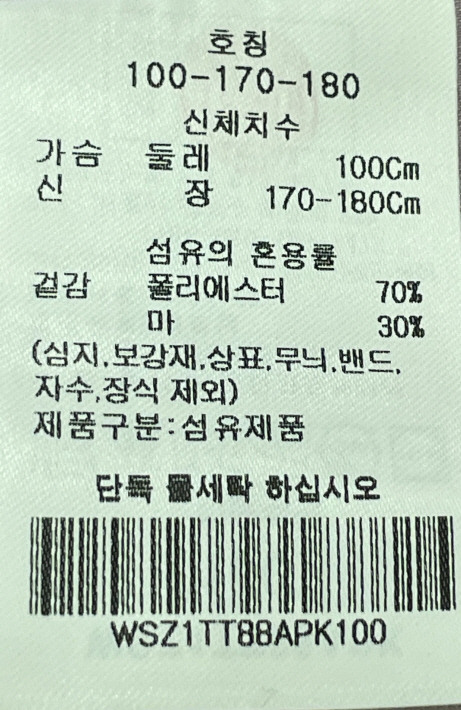 호칭
100-170-180
신체치수
가슴 둘레 100Cm
신 장 170-180Cm
섬유의 혼용률
겉감 폴리에스터 70%
마 30%
(심지,보강재,상표,무늬,밴드,
자수,장식 제외)
제품구분:섬유제품
단독 물세탁 하십시오
WSZ1TT88APK100